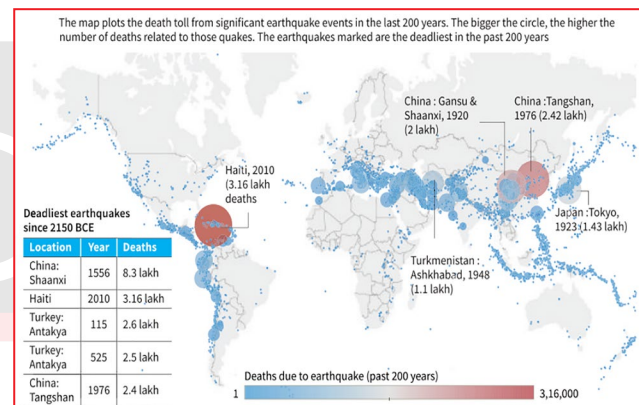 The map plots the death toll from significant earthquake events in the last 200 years. The bigger the circle, the higher the
number of deaths related to those quakes. The earthquakes marked are the deadliest in the past 200 years
China : Gansu &
Shaanxi, 1920
(2 lakh)
China :Tangshan,
1976 (2.42 lakh)
Haiti, 2010
(3.16 lakh
deaths
Japan :Tokyo,
1923 (1.43 lakh)
Turkmenistan :
Ashkhabad, 1948
(1.1 lakh)
Deadliest earthquakes
since 2150 BCE
Location Year Deaths
China:
Shaanxi 1556 8.3 lakh
Haiti 2010 3.16 lakh
Turkey:
Antakya 115 2.6 lakh
Turkey:
Antakya 525 2.5 lakh
China:
Tangshan 1976 2.4 lakh
Deaths due to earthquake (past 200 years)
1 3,16,000